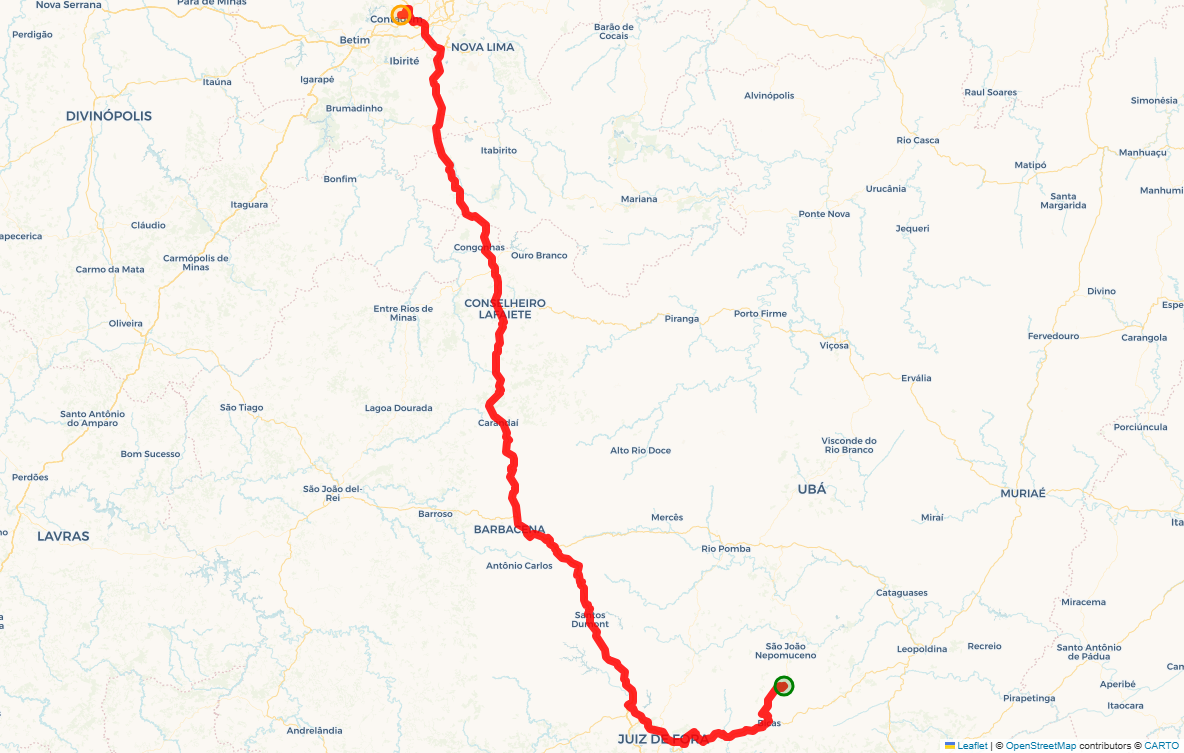 Nova Serrana
Pará de Minas
Perdigão
Contagem
Betim
NOVA LIMA
Barão de
Cocais
Ibirité
Igarapé
Itaúna
Brumadinho
DIVINÓPOLIS
Alvinópolis
Raul Soares
Simonésia
Rio Casca
Itabirito
Manhuaçu
Matipó
Bonfim
Urucânia
Manhumi
Santa
Margarida
Mariana
Itaguara
Ponte Nova
Cláudio
Jequeri
apecerica
Congonhas
Ouro Branco
Carmópolis de
Minas
Carmo da Mata
Divino
CONSELHEIRO
LAFAIETE
Espe
Entre Rios de
Minas
Piranga
Porto Firme
Oliveira
Fervedouro
Carangola
Viçosa
Ervália
São Tiago
Lagoa Dourada
Santo Antônio
do Amparo
Carandaí
Porciúncula
Visconde do
Rio Branco
Alto Rio Doce
Bom Sucesso
Perdões
São João del-
Rei
UBÁ
MURIAÉ
Barroso
Mercês
Miraí
Ita
BARBACENA
LAVRAS
Rio Pomba
Antônio Carlos
Cataguases
Miracema
Santos
Dumont
a
São João
Nepomuceno
Leopoldina
Recreio
Santo Antônio
de Pádua
Cam
Aperibé
Pirapetinga
Itaocara
Bicas
Andrelândia
JUIZ DE FORA
Leaflet | © OpenStreetMap contributors © CARTO